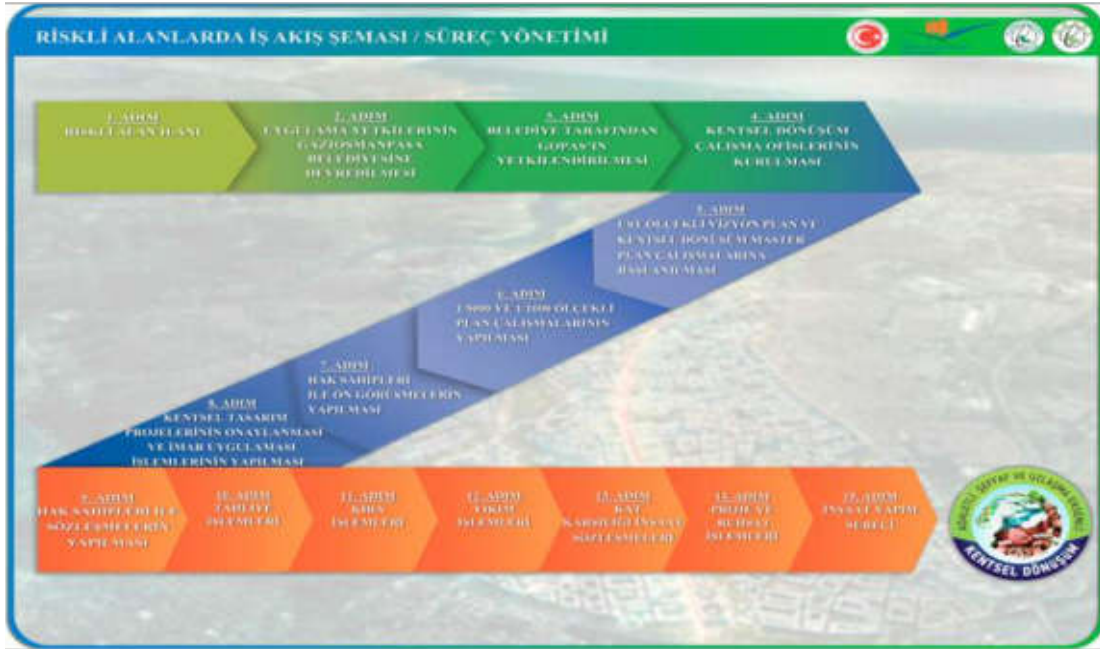 RİSKLİ ALANLARDA İŞ AKIŞ ŞEMASI / SÜREÇ YÖNETİMİ
1. ADIM
RİSKLİ ALAN İLANI
2. ADIM
UYGULAMA YETKİLERİNİN
GAZİOSMANPAŞA
BELEDİYESİNE
DEVREDİLMESİ
3. ADIM
BELEDİYE TARAFINDAN
GOPAŞ'IN
YETKİLENDİRİLMESİ
4. ADIM
KENTSEL DÖNÜŞÜM
ÇALIŞMA OFİSLERİNİN
KURULMASI
5. ADIM
ÜST ÖLÇEKLİ VİZYON PLAN VE
KENTSEL DÖNÜŞÜM MASTER
PLAN ÇALIŞMALARINA
BAŞLANILMASI
6. ADIM
1/5000 VE 1/1000 ÖLÇEKLİ
PLAN ÇALIŞMALARININ
YAPILMASI
7. ADIM
HAK SAHİPLERİ
İLE ÖN GÖRÜŞMELERİN
YAPILMASI
8. ADIM
KENTSEL TASARIM
PROJELERİNİN ONAYLANMASI
VE İMAR UYGULAMASI
İŞLEMLERİNİN YAPILMASI
9. ADIM
HAK SAHİPLERİ İLE
SÖZLEŞMELERİN
YAPILMASI
10. ADIM
TAHLİYE
İŞLEMLERİ
11. ADIM
KİRA
İŞLEMLERİ
12. ADIM
YIKIM
İŞLEMLERİ
13. ADIM
KAT
KARŞILIĞI İNŞAAT
SÖZLEŞMELERİ
14. ADIM
PROJE VE
RUHSAT
İŞLEMLERİ
15. ADIM
İNŞAAT YAPIM
SÜRECİ
KENTSEL DÖNÜŞÜM